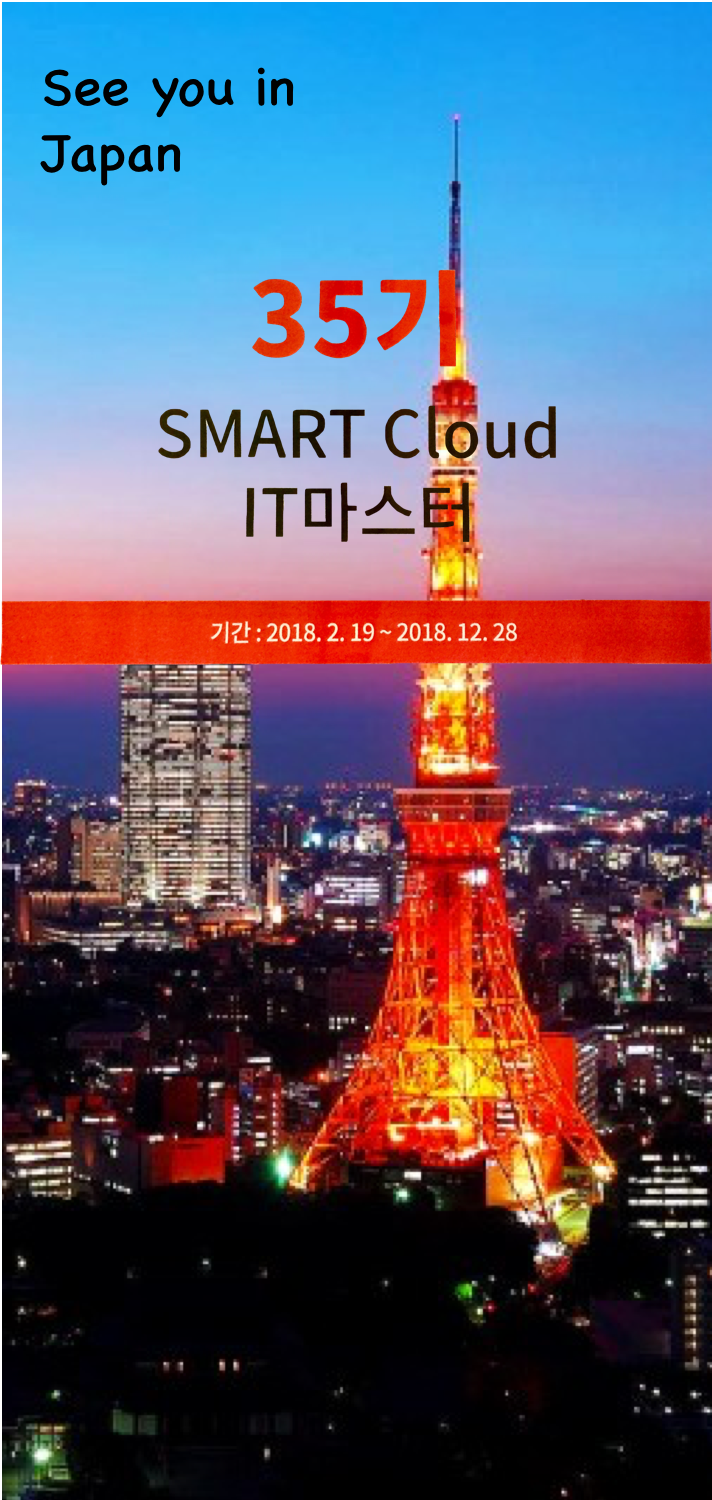 See you in
Japan
35기
SMART Cloud
IT마스터
기간 : 2018. 2. 19 ~ 2018. 12. 28